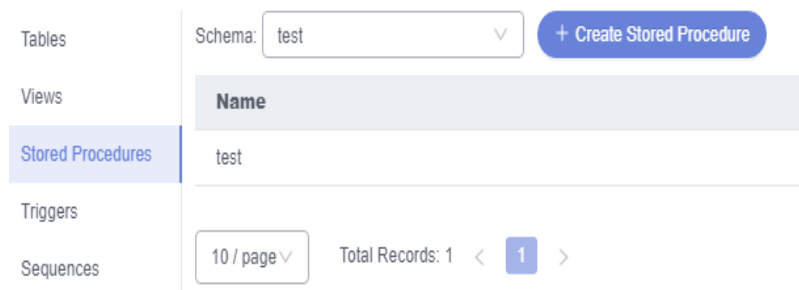 Tables
Views
Stored Procedures
Triggers
Sequences
Schema: test + Create Stored Procedure
Name
test
10 / page Total Records: 1 < 1 >